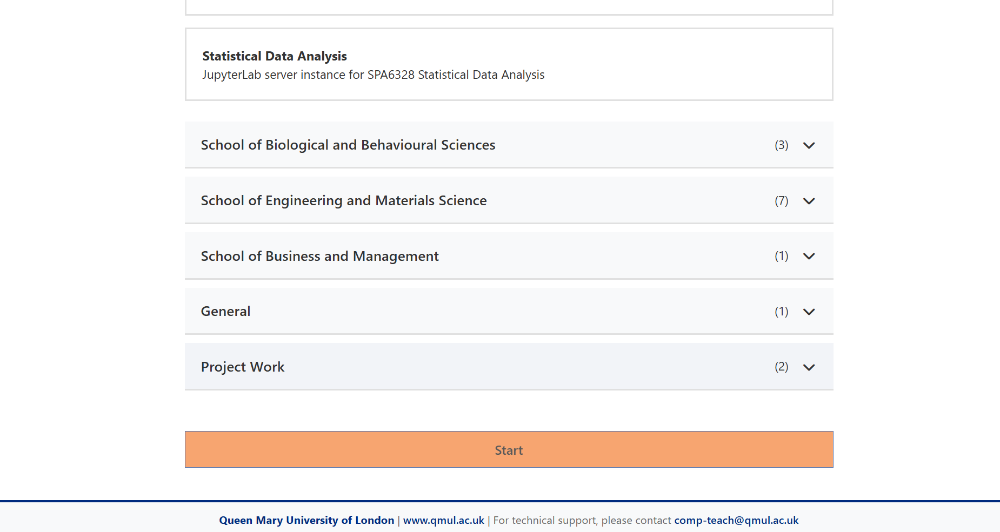 Statistical Data Analysis
JupyterLab server instance for SPA6328 Statistical Data Analysis
School of Biological and Behavioural Sciences (3)
School of Engineering and Materials Science (7)
School of Business and Management (1)
General (1)
Project Work (2)
Start
Queen Mary University of London | www.qmul.ac.uk | For technical support, please contact comp-teach@qmul.ac.uk